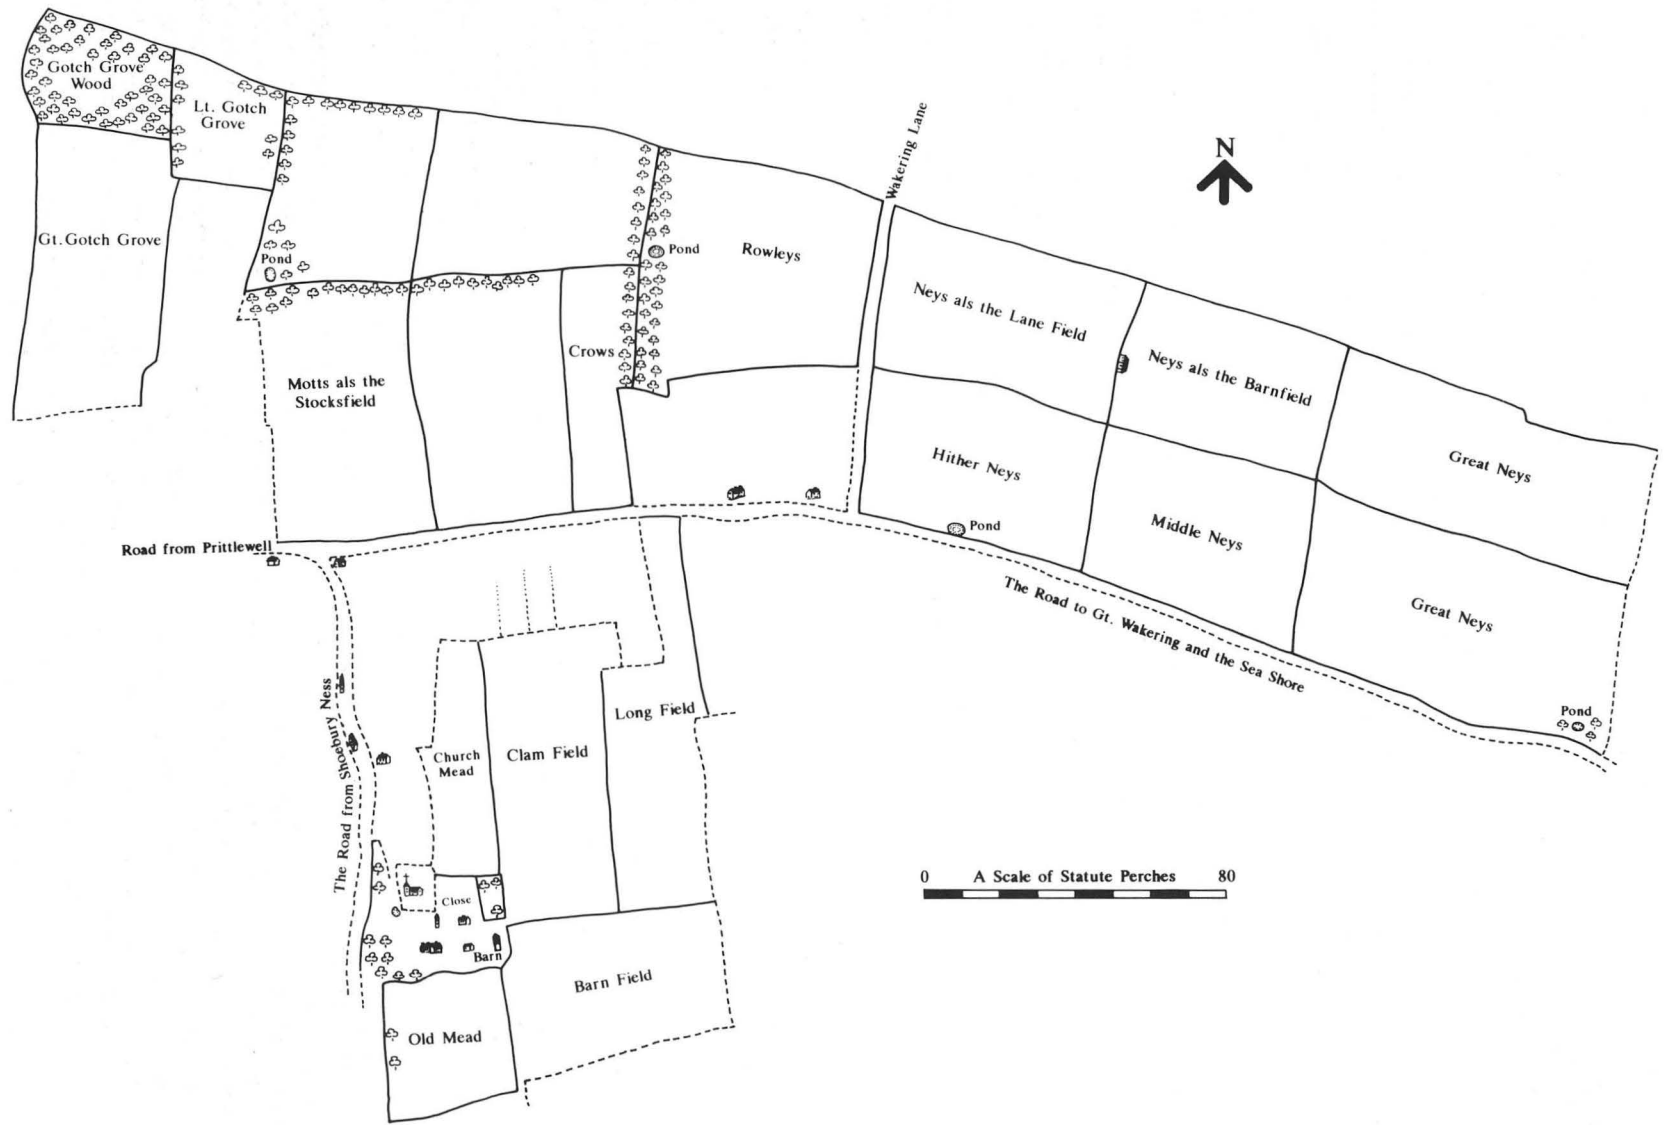 Gotch Grove
Wood
Lt. Gotch
Grove
Wakering Lane
N
Gt. Gotch Grove
Pond
Pond
Rowleys
Neys als the Lane Field
Neys als the Barnfield
Crows
Motts als the
Stocksfield
Hither Neys
Great Neys
Pond
Middle Neys
Road from Prittlewell
The Road to Gt. Wakering and the Sea Shore
Great Neys
The Road from Shoebury Ness
Long Field
Pond
Church
Mead
Clam Field
0 A Scale of Statute Perches 80
Close
Barn
Barn Field
Old Mead